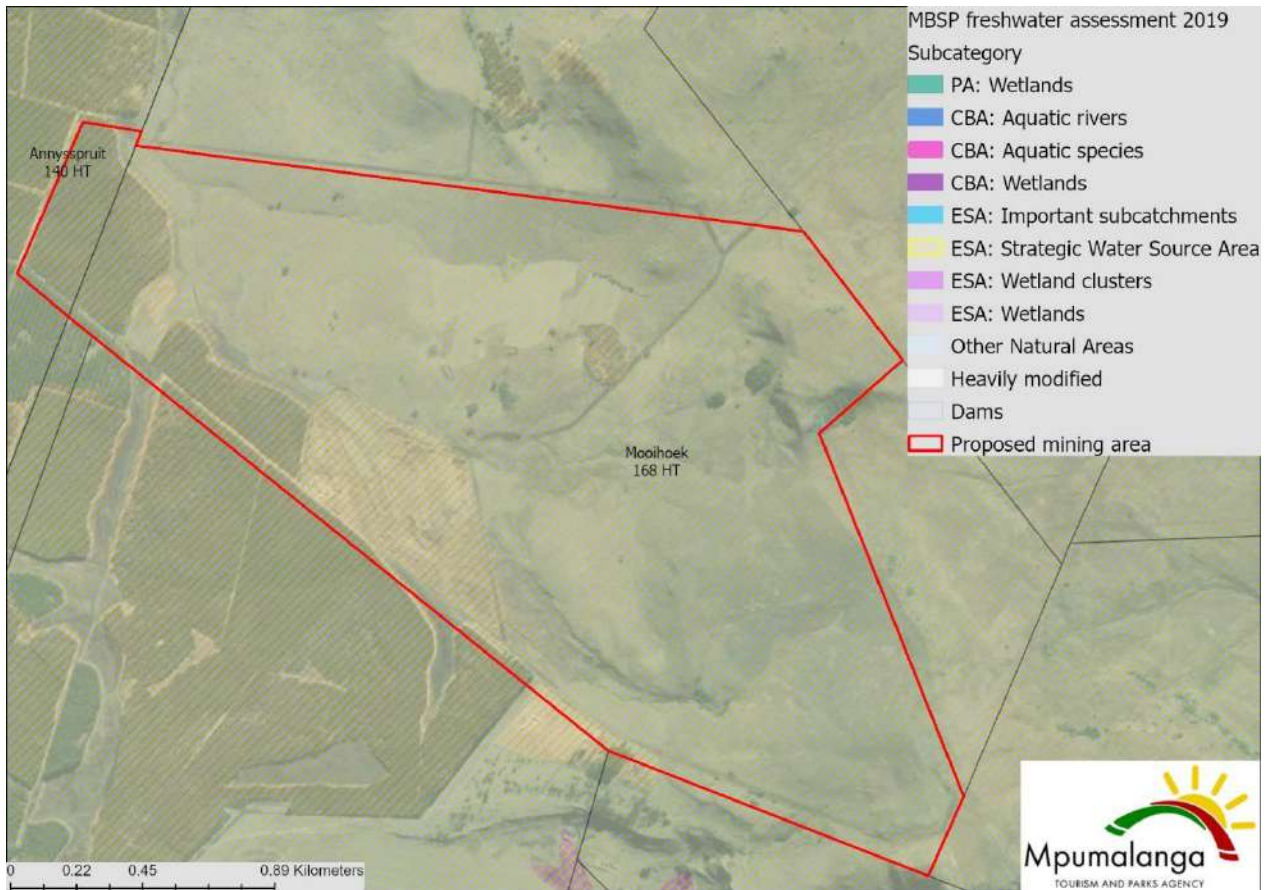 MBSP freshwater assessment 2019
Subcategory
PA: Wetlands
CBA: Aquatic rivers
CBA: Aquatic species
CBA: Wetlands
ESA: Important subcatchments
ESA: Strategic Water Source Area
ESA: Wetland clusters
ESA: Wetlands
Other Natural Areas
Heavily modified
Dams
Proposed mining area
Annysspruit
140 HT
Mooihoek
168 HT
0 0.22 0.45 0.89 Kilometers
Mpumalanga
TOURISM AND PARKS AGENCY